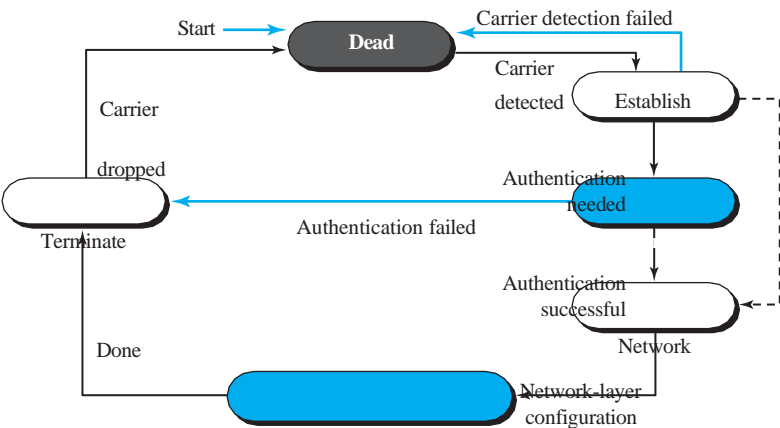 Carrier detection failed
Start
Dead
Carrier
detected
Establish
Carrier
dropped
Authentication
needed
Authentication failed
Terminate
Authentication
successful
Network
Done
Network-layer
configuration